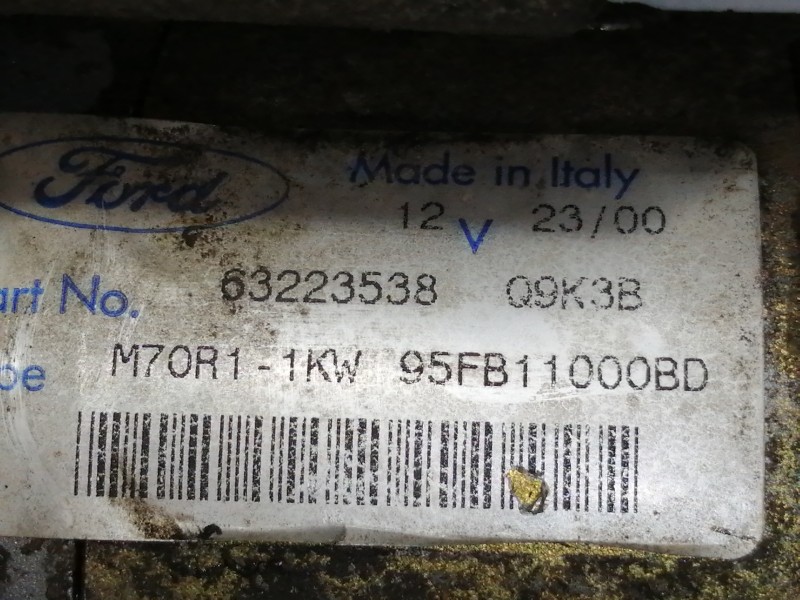 Ford Made in Italy
12 V 23/00
art No. 63223538 Q9K3B
pe M70R1-1KW 95FB11000BD